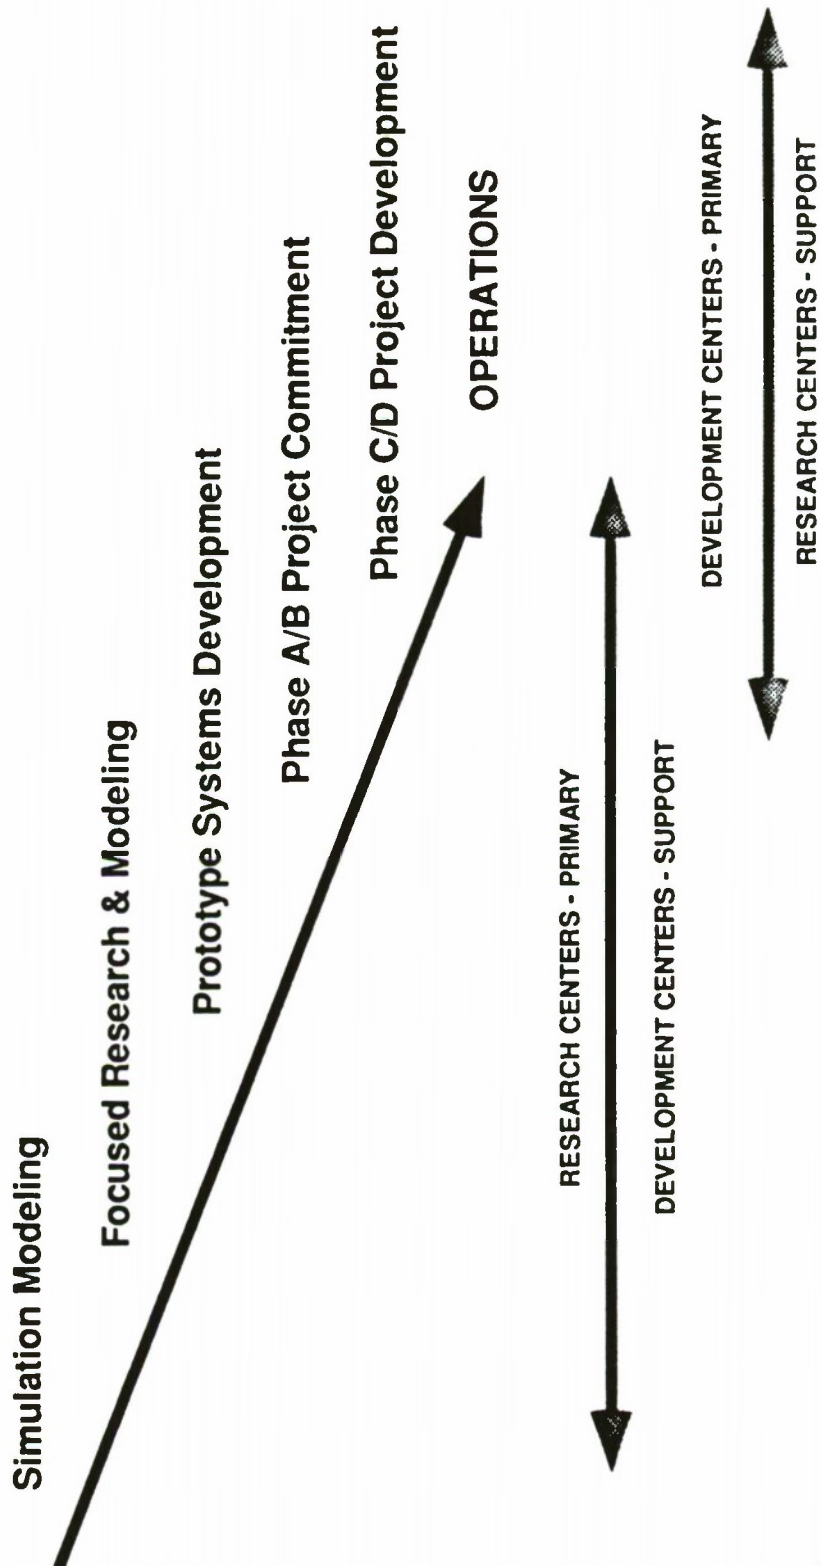 Simulation Modeling
Focused Research & Modeling
Prototype Systems Development
Phase A/B Project Commitment
Phase C/D Project Development
OPERATIONS
RESEARCH CENTERS - PRIMARY
DEVELOPMENT CENTERS - SUPPORT
DEVELOPMENT CENTERS - PRIMARY
RESEARCH CENTERS - SUPPORT